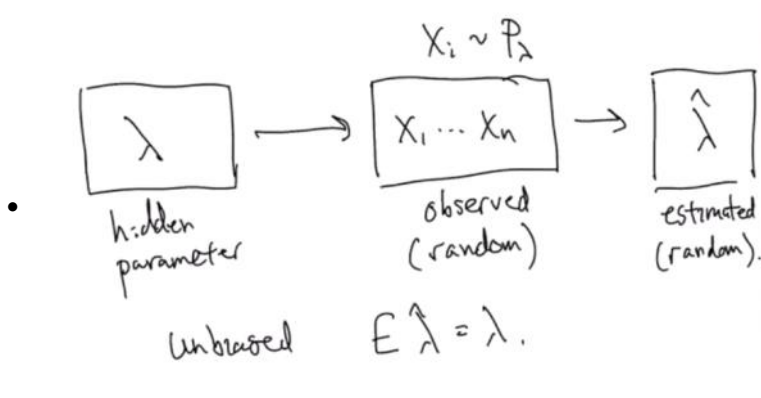 Xᵢ ~ P_λ
λ → X₁ ... Xₙ → λ̂
hidden parameter
observed (random)
estimated (random).
unbiased E λ̂ = λ.